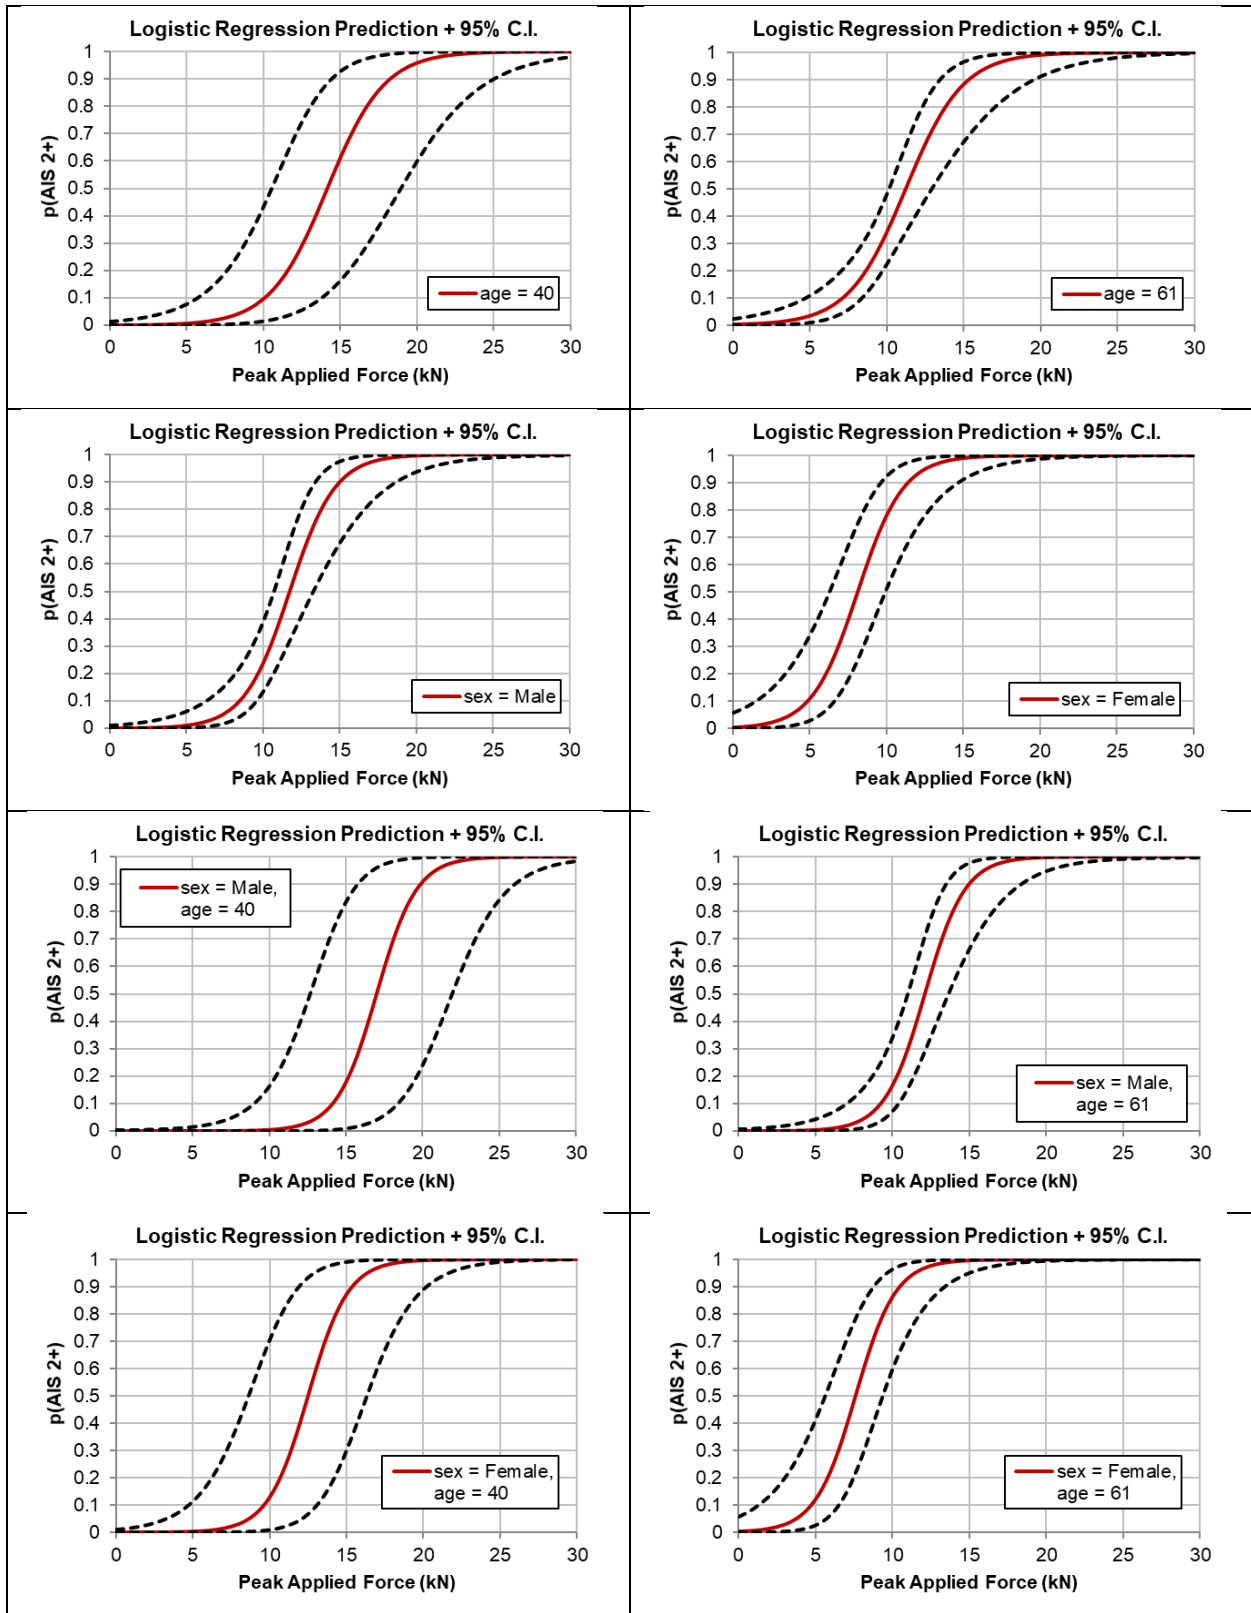 Logistic Regression Prediction + 95% C.I.
1
0.9
0.8
0.7
0.6
0.5
0.4
0.3
0.2
0.1
0
p(AIS 2+)
age = 40
0 5 10 15 20 25 30
Peak Applied Force (kN)
Logistic Regression Prediction + 95% C.I.
1
0.9
0.8
0.7
0.6
0.5
0.4
0.3
0.2
0.1
0
p(AIS 2+)
age = 61
0 5 10 15 20 25 30
Peak Applied Force (kN)
Logistic Regression Prediction + 95% C.I.
1
0.9
0.8
0.7
0.6
0.5
0.4
0.3
0.2
0.1
0
p(AIS 2+)
sex = Male
0 5 10 15 20 25 30
Peak Applied Force (kN)
Logistic Regression Prediction + 95% C.I.
1
0.9
0.8
0.7
0.6
0.5
0.4
0.3
0.2
0.1
0
p(AIS 2+)
sex = Female
0 5 10 15 20 25 30
Peak Applied Force (kN)
Logistic Regression Prediction + 95% C.I.
1
0.9
0.8
0.7
0.6
0.5
0.4
0.3
0.2
0.1
0
p(AIS 2+)
sex = Male,
age = 40
0 5 10 15 20 25 30
Peak Applied Force (kN)
Logistic Regression Prediction + 95% C.I.
1
0.9
0.8
0.7
0.6
0.5
0.4
0.3
0.2
0.1
0
p(AIS 2+)
sex = Male,
age = 61
0 5 10 15 20 25 30
Peak Applied Force (kN)
Logistic Regression Prediction + 95% C.I.
1
0.9
0.8
0.7
0.6
0.5
0.4
0.3
0.2
0.1
0
p(AIS 2+)
sex = Female,
age = 40
0 5 10 15 20 25 30
Peak Applied Force (kN)
Logistic Regression Prediction + 95% C.I.
1
0.9
0.8
0.7
0.6
0.5
0.4
0.3
0.2
0.1
0
p(AIS 2+)
sex = Female,
age = 61
0 5 10 15 20 25 30
Peak Applied Force (kN)